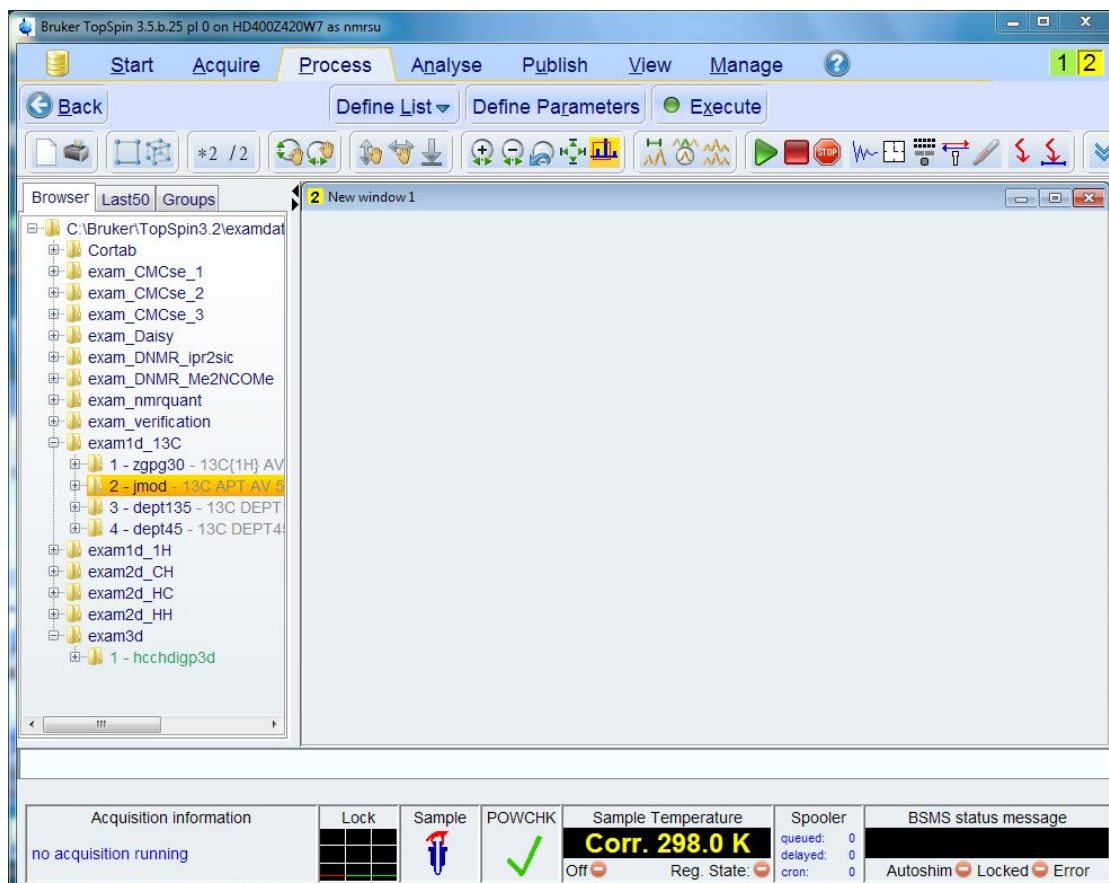 Bruker TopSpin 3.5.b.25 pl 0 on HD400Z420W7 as nmrsu
Start Acquire Process Analyse Publish View Manage ? 1 2
Back Define List Define Parameters Execute
*2 /2 STOP
Browser Last50 Groups
2 New window 1
C:\Bruker\TopSpin3.2\examdat
Cortab
exam_CMCse_1
exam_CMCse_2
exam_CMCse_3
exam_Daisy
exam_DNMR_ipr2sic
exam_DNMR_Me2NCOMe
exam_nmrquant
exam_verification
exam1d_13C
1 - zgpg30 - 13C{1H} AV
2 - jmod - 13C APT AV 5
3 - dept135 - 13C DEPT
4 - dept45 - 13C DEPT4
exam1d_1H
exam2d_CH
exam2d_HC
exam2d_HH
exam3d
1 - hcchdigp3d
Acquisition information Lock Sample POWCHK Sample Temperature Spooler BSMS status message
no acquisition running
Corr. 298.0 K
Off Reg. State:
queued: 0
delayed: 0
cron: 0
Autoshim Locked Error